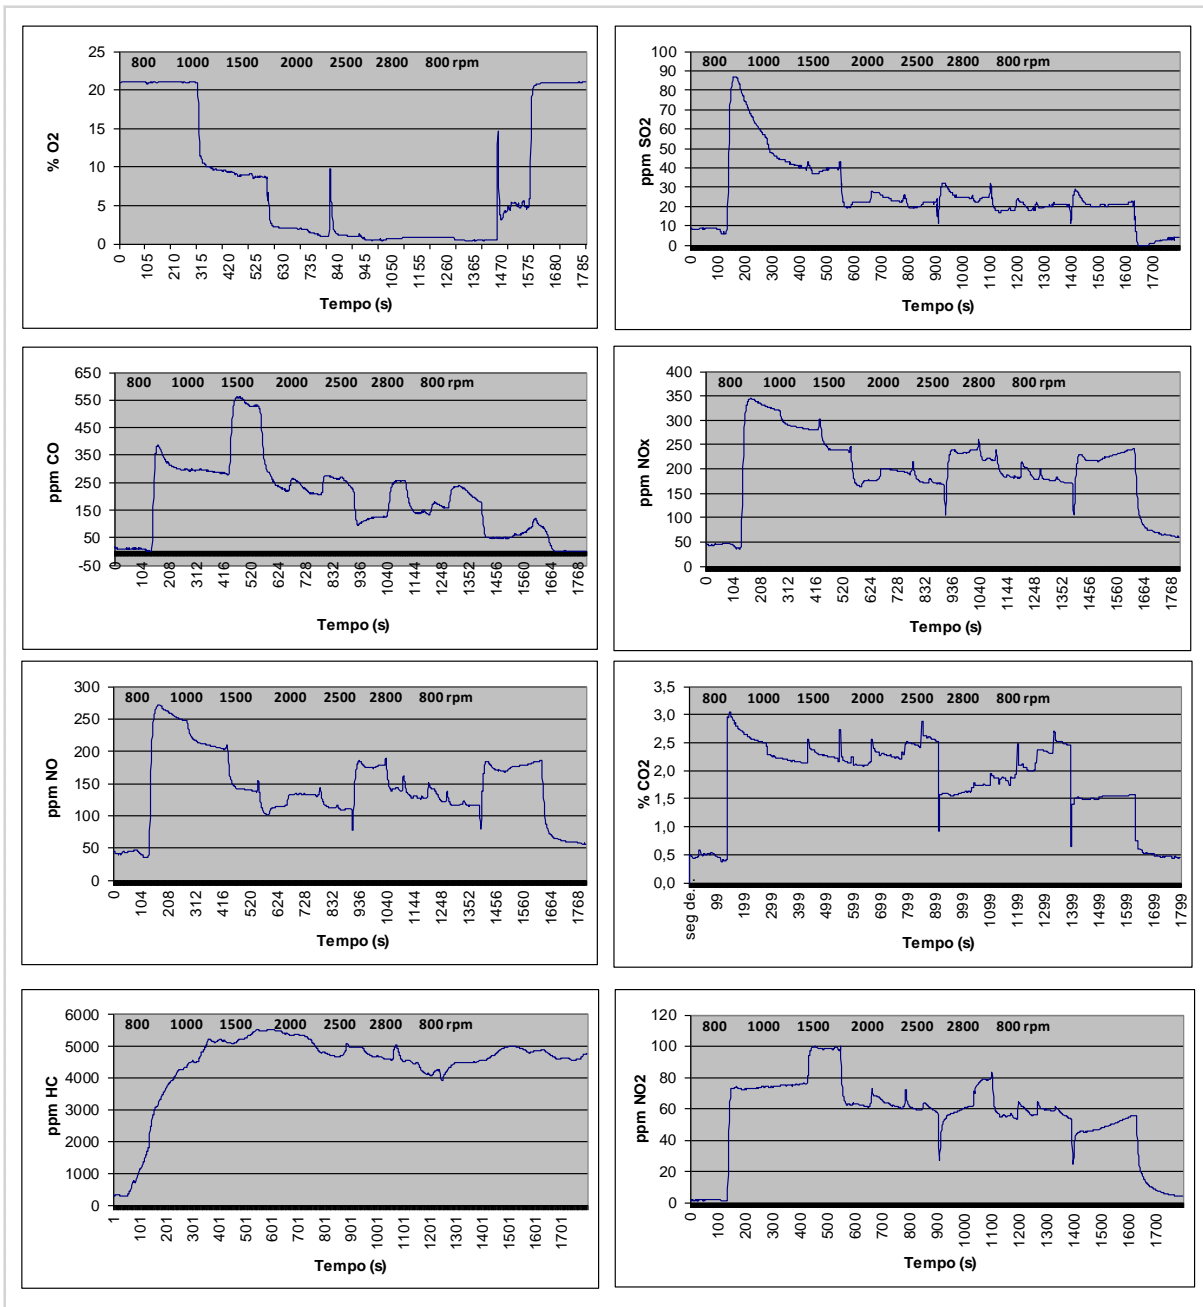 25
20
15
10
5
0
% O2
800 1000 1500 2000 2500 2800 800 rpm
0 105 210 315 420 525 630 735 840 945 1050 1155 1260 1365 1470 1575 1680 1785
Tempo (s)
100
90
80
70
60
50
40
30
20
10
0
ppm SO2
800 1000 1500 2000 2500 2800 800 rpm
0 100 200 300 400 500 600 700 800 900 1000 1100 1200 1300 1400 1500 1600 1700
Tempo (s)
650
550
450
350
250
150
50
-50
ppm CO
800 1000 1500 2000 2500 2800 800 rpm
0 104 208 312 416 520 624 728 832 936 1040 1144 1248 1352 1456 1560 1664 1768
Tempo (s)
400
350
300
250
200
150
100
50
0
ppm NOx
800 1000 1500 2000 2500 2800 800 rpm
0 104 208 312 416 520 624 728 832 936 1040 1144 1248 1352 1456 1560 1664 1768
Tempo (s)
300
250
200
150
100
50
0
ppm NO
800 1000 1500 2000 2500 2800 800 rpm
0 104 208 312 416 520 624 728 832 936 1040 1144 1248 1352 1456 1560 1664 1768
Tempo (s)
3,5
3,0
2,5
2,0
1,5
1,0
0,5
0,0
% CO2
800 1000 1500 2000 2500 2800 800 rpm
seg de. 99 199 299 399 499 599 699 799 899 999 1099 1199 1299 1399 1499 1599 1699 1799
Tempo (s)
6000
5000
4000
3000
2000
1000
0
ppm HC
800 1000 1500 2000 2500 2800 800 rpm
1 101 201 301 401 501 601 701 801 901 1001 1101 1201 1301 1401 1501 1601 1701
Tempo (s)
120
100
80
60
40
20
0
ppm NO2
800 1000 1500 2000 2500 2800 800 rpm
0 100 200 300 400 500 600 700 800 900 1000 1100 1200 1300 1400 1500 1600 1700
Tempo (s)